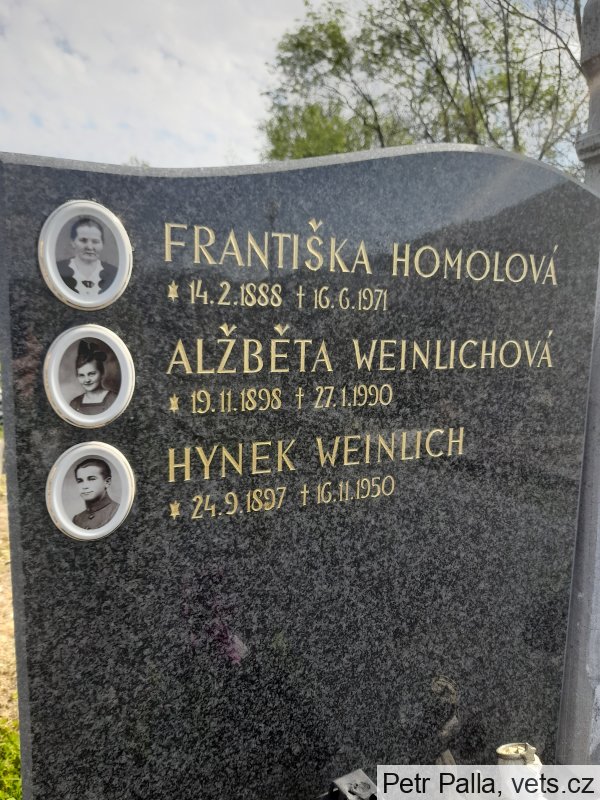 FRANTIŠKA HOMOLOVÁ
* 14.2.1888 † 16.6.1971
ALŽBĚTA WEINLICHOVÁ
* 19.11.1898 † 27.1.1990
HYNEK WEINLICH
* 24.9.1897 † 16.11.1950
Petr Palla, vets.cz